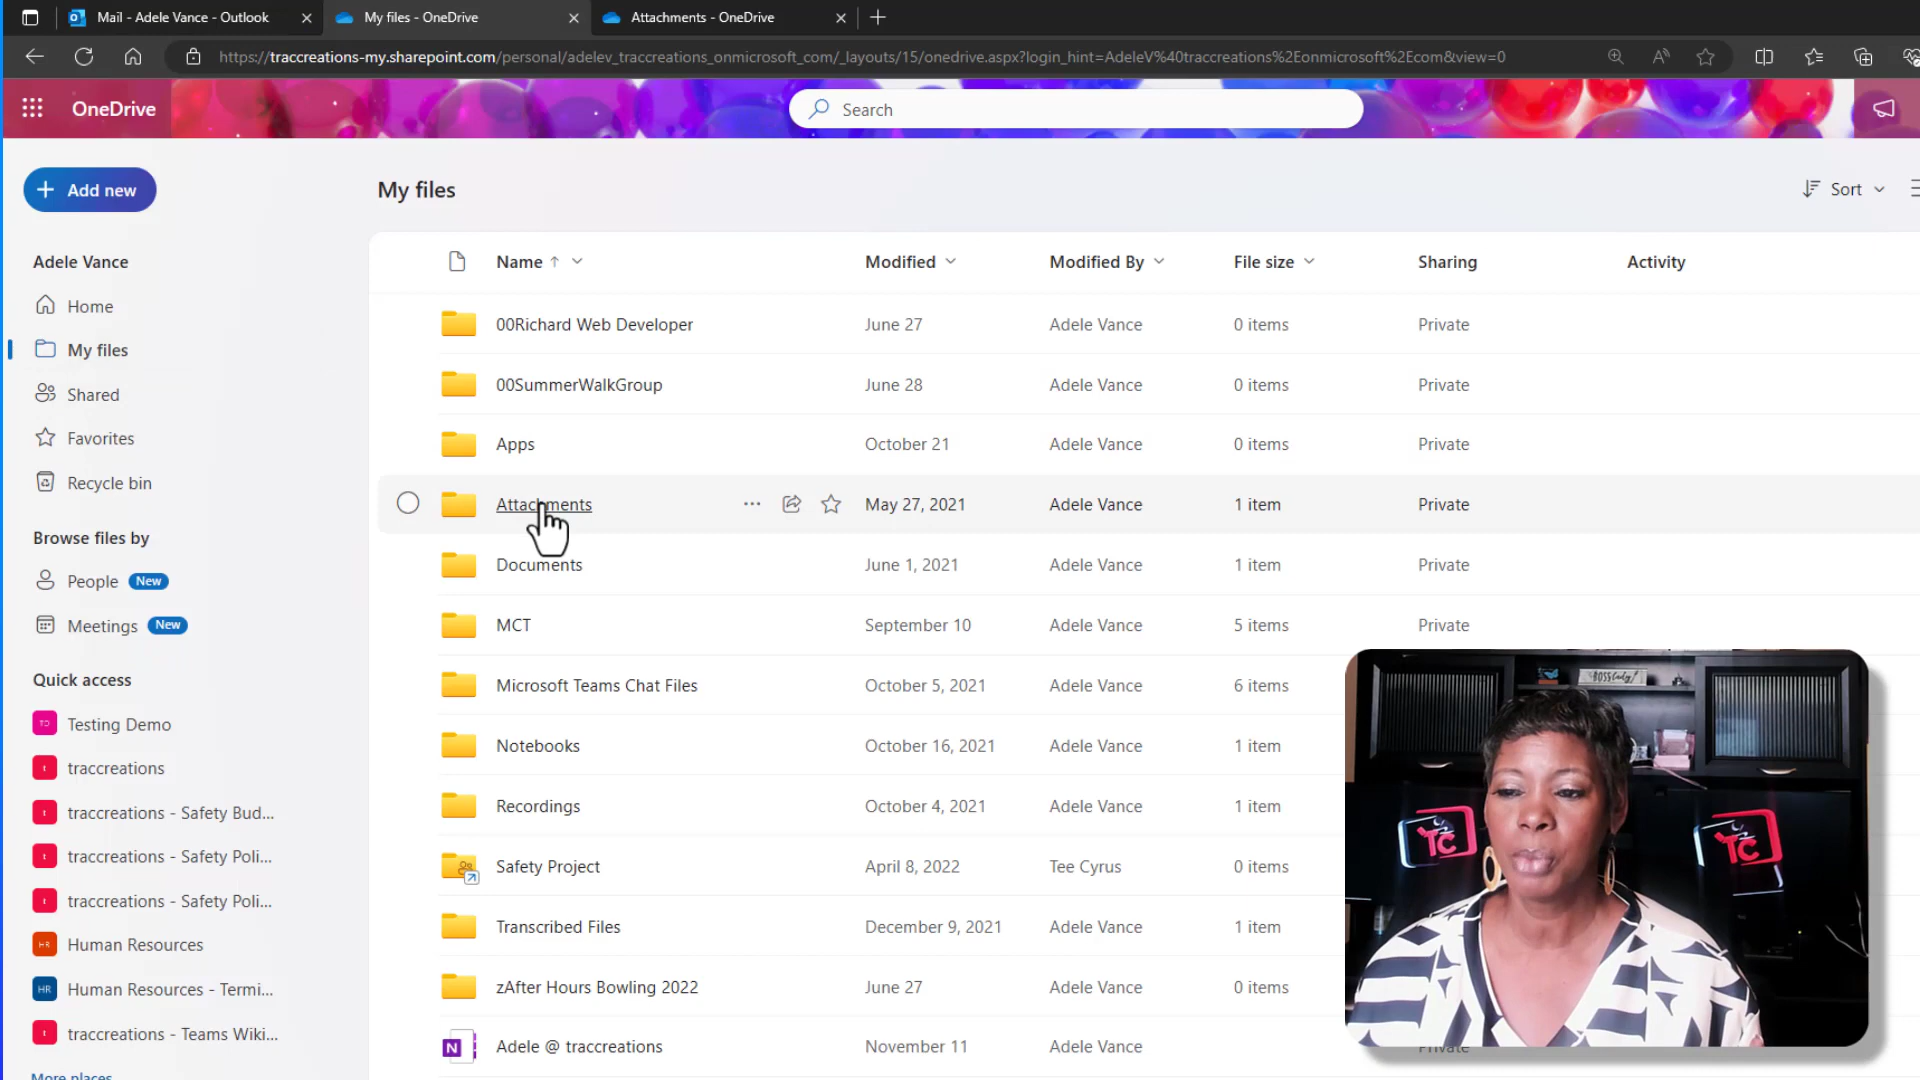 Mail - Adele Vance - Outlook
My files - OneDrive
Attachments - OneDrive
https://traccreations-my.sharepoint.com/personal/adelev_traccreations_onmicrosoft_com/_layouts/15/onedrive.aspx?login_hint=AdeleV%40traccreations%2Eonmicrosoft%2Ecom&view=0
OneDrive
Search
Add new
My files
Sort
Adele Vance
Home
My files
Shared
Favorites
Recycle bin
Browse files by
People New
Meetings New
Quick access
TD Testing Demo
t traccreations
t traccreations - Safety Bud...
t traccreations - Safety Poli...
t traccreations - Safety Poli...
HR Human Resources
HR Human Resources - Termi...
t traccreations - Teams Wiki...
More places
Name Modified Modified By File size Sharing Activity
00Richard Web Developer June 27 Adele Vance 0 items Private
00SummerWalkGroup June 28 Adele Vance 0 items Private
Apps October 21 Adele Vance 0 items Private
Attachments May 27, 2021 Adele Vance 1 item Private
Documents June 1, 2021 Adele Vance 1 item Private
MCT September 10 Adele Vance 5 items Private
Microsoft Teams Chat Files October 5, 2021 Adele Vance 6 items
Notebooks October 16, 2021 Adele Vance 1 item
Recordings October 4, 2021 Adele Vance 1 item
Safety Project April 8, 2022 Tee Cyrus 0 items
Transcribed Files December 9, 2021 Adele Vance 1 item
zAfter Hours Bowling 2022 June 27 Adele Vance 0 items
N Adele @ traccreations November 11 Adele Vance Private
BOSSlady!
TC
TC